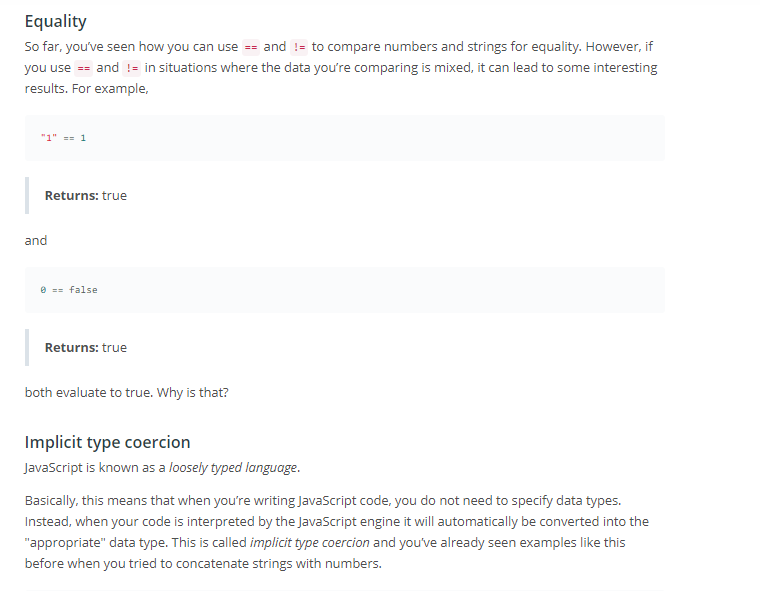 Equality
So far, you've seen how you can use == and != to compare numbers and strings for equality. However, if
you use == and != in situations where the data you're comparing is mixed, it can lead to some interesting
results. For example,
"1" == 1
Returns: true
and
0 == false
Returns: true
both evaluate to true. Why is that?
Implicit type coercion
JavaScript is known as a loosely typed language.
Basically, this means that when you're writing JavaScript code, you do not need to specify data types.
Instead, when your code is interpreted by the JavaScript engine it will automatically be converted into the
"appropriate" data type. This is called implicit type coercion and you've already seen examples like this
before when you tried to concatenate strings with numbers.